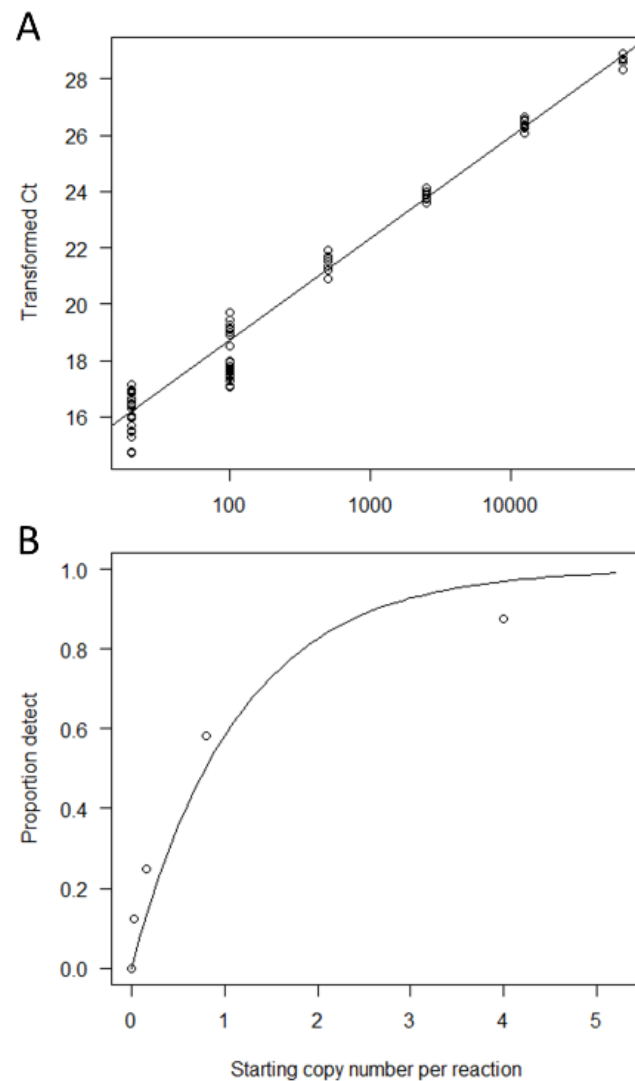 A
28
26
24
22
20
18
16
Transformed Ct
100 1000 10000
B
1.0
0.8
0.6
0.4
0.2
0.0
Proportion detect
0 1 2 3 4 5
Starting copy number per reaction